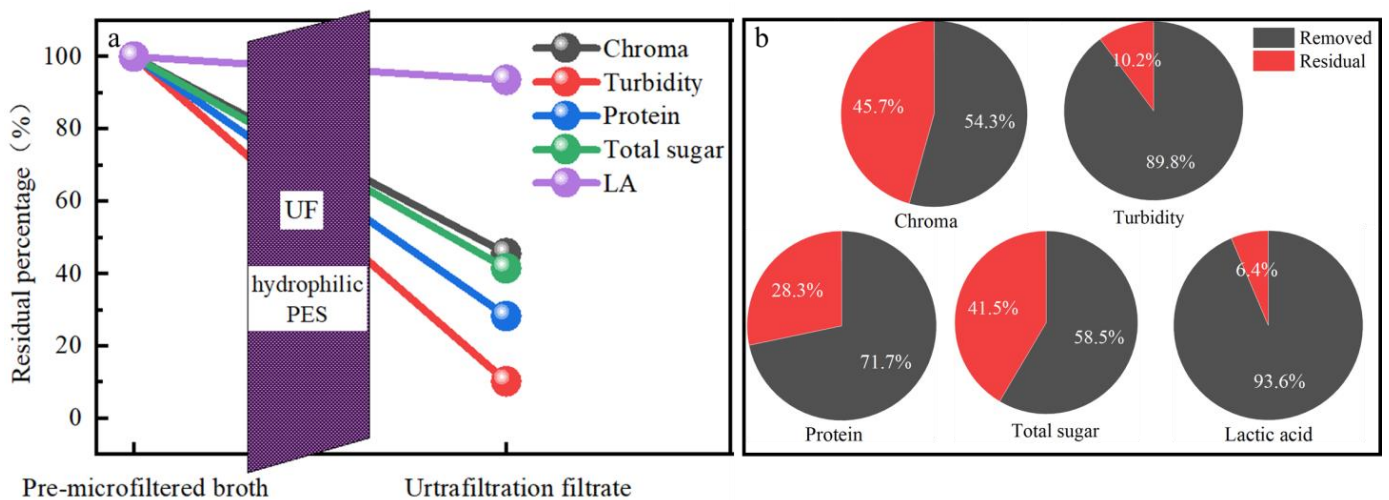 a
Residual percentage（%）
100
80
60
40
20
0
UF
hydrophilic
PES
Chroma
Turbidity
Protein
Total sugar
LA
Pre-microfiltered broth
Urtrafiltration filtrate
b
Removed
Residual
45.7%
54.3%
Chroma
10.2%
89.8%
Turbidity
28.3%
71.7%
Protein
41.5%
58.5%
Total sugar
6.4%
93.6%
Lactic acid